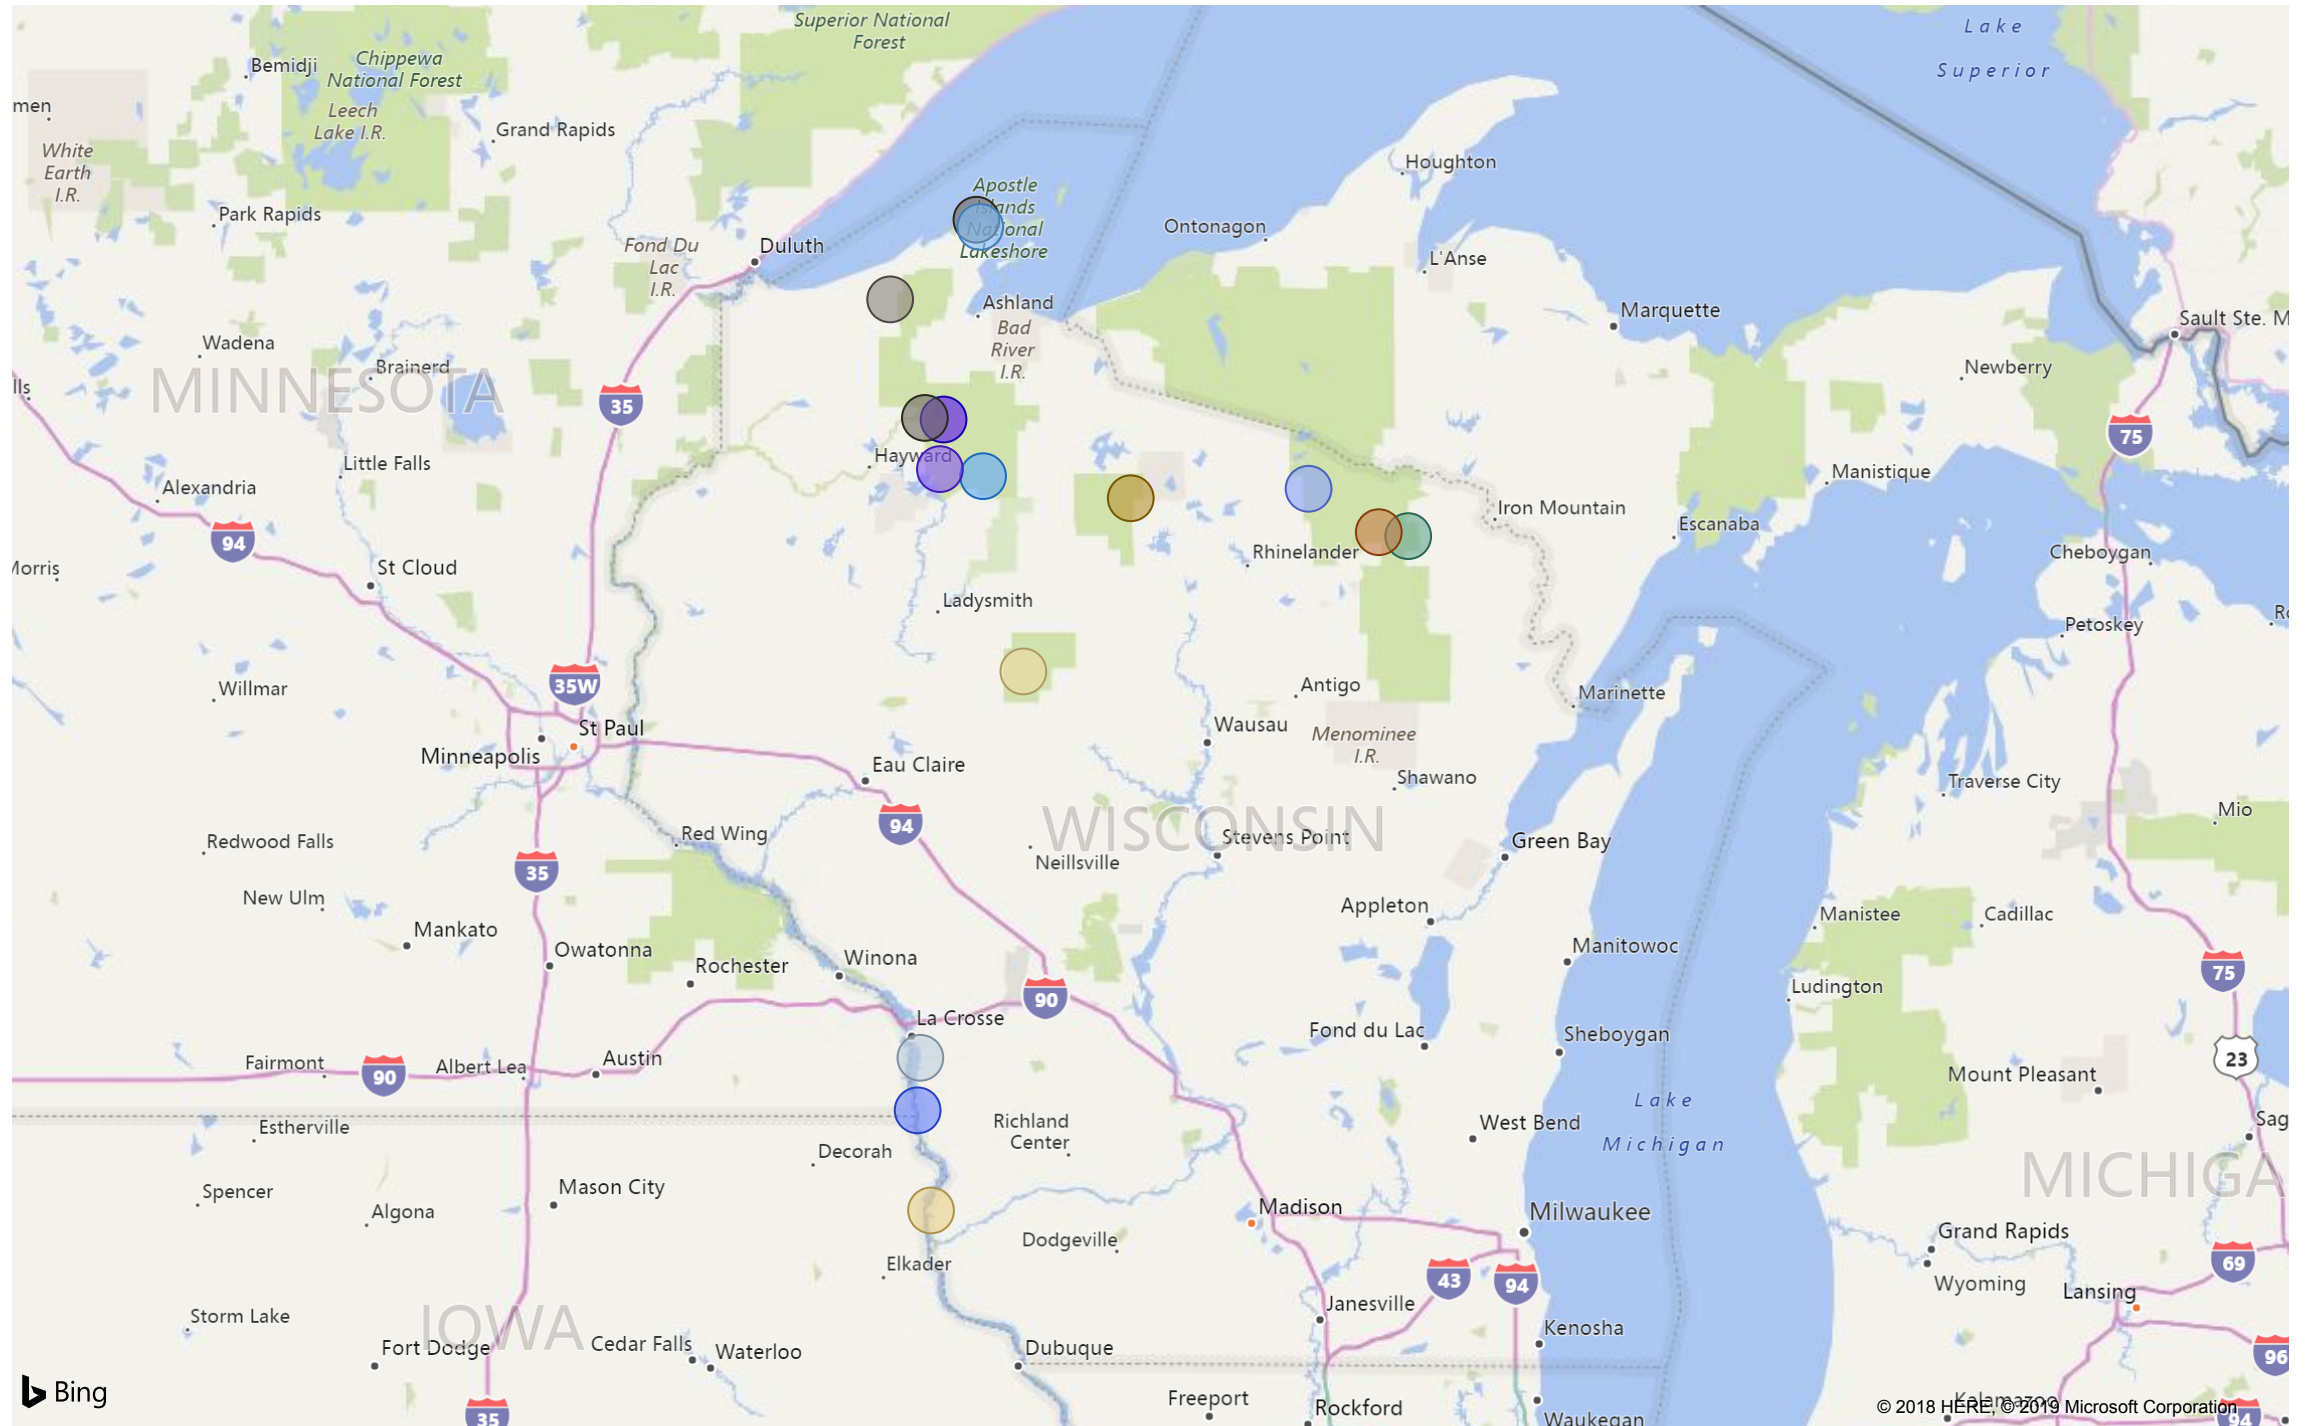 Superior National
Forest
Lake
Superior
Bemidji
Chippewa
National Forest
men
Leech
Lake I.R.
Grand Rapids
White
Earth
I.R.
Houghton
Park Rapids
Apostle
Islands
National
Lakeshore
Ontonagon
Fond Du
Lac
I.R.
Duluth
L'Anse
Ashland
Marquette
Sault Ste. M
Bad
River
I.R.
Wadena
Brainerd
Newberry
lls
MINNESOTA
35
75
Hayward
Little Falls
Manistique
Alexandria
Iron Mountain
Escanaba
94
Rhinelander
Cheboygan
Morris
St Cloud
Ladysmith
Petoskey
Willmar
35W
Antigo
Marinette
St Paul
Wausau
Menominee
I.R.
Minneapolis
Eau Claire
Shawano
Traverse City
Mio
94
WISCONSIN
Red Wing
Stevens Point
Redwood Falls
Green Bay
Neillsville
35
New Ulm
Appleton
Manistee
Cadillac
Mankato
Owatonna
Manitowoc
Rochester
Winona
75
Ludington
90
La Crosse
Fond du Lac
Sheboygan
Fairmont
90
Albert Lea
Austin
23
Mount Pleasant
Lake
Michigan
Estherville
Richland
Center
West Bend
Sag
Decorah
MICHIGA
Spencer
Mason City
Algona
Madison
Milwaukee
Dodgeville
Grand Rapids
Elkader
43
94
69
Wyoming
Lansing
Storm Lake
IOWA
Janesville
Kenosha
Fort Dodge
Cedar Falls
Waterloo
Dubuque
96
Bing
Freeport
Rockford
Kalamazoo
© 2018 HERE, © 2019 Microsoft Corporation
94
35
Waukegan